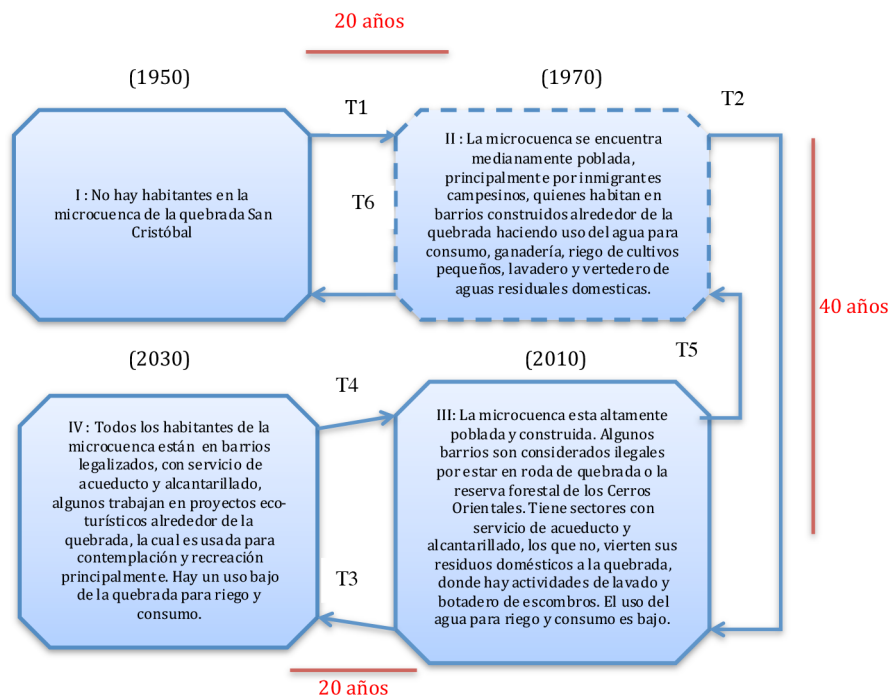 20 años
(1950)
(1970)
T1
T2
I : No hay habitantes en la
microcuenca de la quebrada San
Cristóbal
T6
II : La microcuenca se encuentra
medianamente poblada,
principalmente por inmigrantes
campesinos, quienes habitan en
barrios construidos alrededor de la
quebrada haciendo uso del agua para
consumo, ganadería, riego de cultivos
pequeños, lavadero y vertedero de
aguas residuales domesticas.
40 años
(2030)
(2010)
T5
T4
IV : Todos los habitantes de la
microcuenca están en barrios
legalizados, con servicio de
acueducto y alcantarillado,
algunos trabajan en proyectos eco-
turísticos alrededor de la
quebrada, la cual es usada para
contemplación y recreación
principalmente. Hay un uso bajo
de la quebrada para riego y
consumo.
T3
III: La microcuenca esta altamente
poblada y construida. Algunos
barrios son considerados ilegales
por estar en roda de quebrada o la
reserva forestal de los Cerros
Orientales. Tiene sectores con
servicio de acueducto y
alcantarillado, los que no, vierten sus
residuos domésticos a la quebrada,
donde hay actividades de lavado y
botadero de escombros. El uso del
agua para riego y consumo es bajo.
20 años